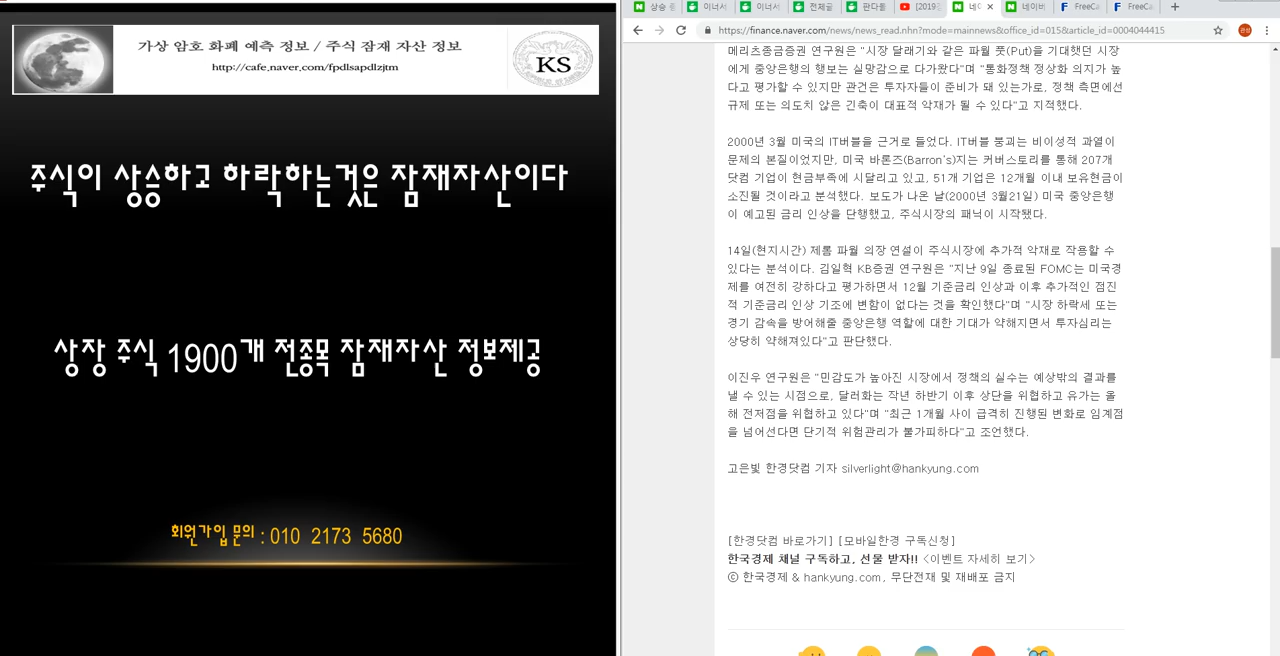 가상 암호 화폐 예측 정보 / 주식 잠재 자산 정보
http://cafe.naver.com/fpdlsapdlzjtm
KS
주식이 상승하고 하락하는것은 잠재자산이다
상장 주식 1900개 전종목 잠재자산 정보제공
회원가입 문의 : 010 2173 5680
상승 종
이너서
이너서
전체글
판다올
[2019
네이
네이버
FreeCa
FreeCa
https://finance.naver.com/news/news_read.nhn?mode=mainnews&office_id=015&article_id=0004044415
메리츠종금증권 연구원은 "시장 달래기와 같은 파월 풋(Put)을 기대했던 시장
에게 중앙은행의 행보는 실망감으로 다가왔다"며 "통화정책 정상화 의지가 높
다고 평가할 수 있지만 관건은 투자자들이 준비가 돼 있는가로, 정책 측면에선
규제 또는 의도치 않은 긴축이 대표적 악재가 될 수 있다"고 지적했다.
2000년 3월 미국의 IT버블을 근거로 들었다. IT버블 붕괴는 비이성적 과열이
문제의 본질이었지만, 미국 바론즈(Barron's)지는 커버스토리를 통해 207개
닷컴 기업이 현금부족에 시달리고 있고, 51개 기업은 12개월 이내 보유현금이
소진될 것이라고 분석했다. 보도가 나온 날(2000년 3월21일) 미국 중앙은행
이 예고된 금리 인상을 단행했고, 주식시장의 패닉이 시작됐다.
14일(현지시간) 제롬 파월 의장 연설이 주식시장에 추가적 악재로 작용할 수
있다는 분석이다. 김일혁 KB증권 연구원은 "지난 9일 종료된 FOMC는 미국경
제를 여전히 강하다고 평가하면서 12월 기준금리 인상과 이후 추가적인 점진
적 기준금리 인상 기조에 변함이 없다는 것을 확인했다"며 "시장 하락세 또는
경기 감속을 방어해줄 중앙은행 역할에 대한 기대가 약해지면서 투자심리는
상당히 약해져있다"고 판단했다.
이진우 연구원은 "민감도가 높아진 시장에서 정책의 실수는 예상밖의 결과를
낼 수 있는 시점으로, 달러화는 작년 하반기 이후 상단을 위협하고 유가는 올
해 전저점을 위협하고 있다"며 "최근 1개월 사이 급격히 진행된 변화로 임계점
을 넘어선다면 단기적 위험관리가 불가피하다"고 조언했다.
고은빛 한경닷컴 기자 silverlight@hankyung.com
[한경닷컴 바로가기] [모바일한경 구독신청]
한국경제 채널 구독하고, 선물 받자!! <이벤트 자세히 보기>
ⓒ 한국경제 & hankyung.com, 무단전재 및 재배포 금지